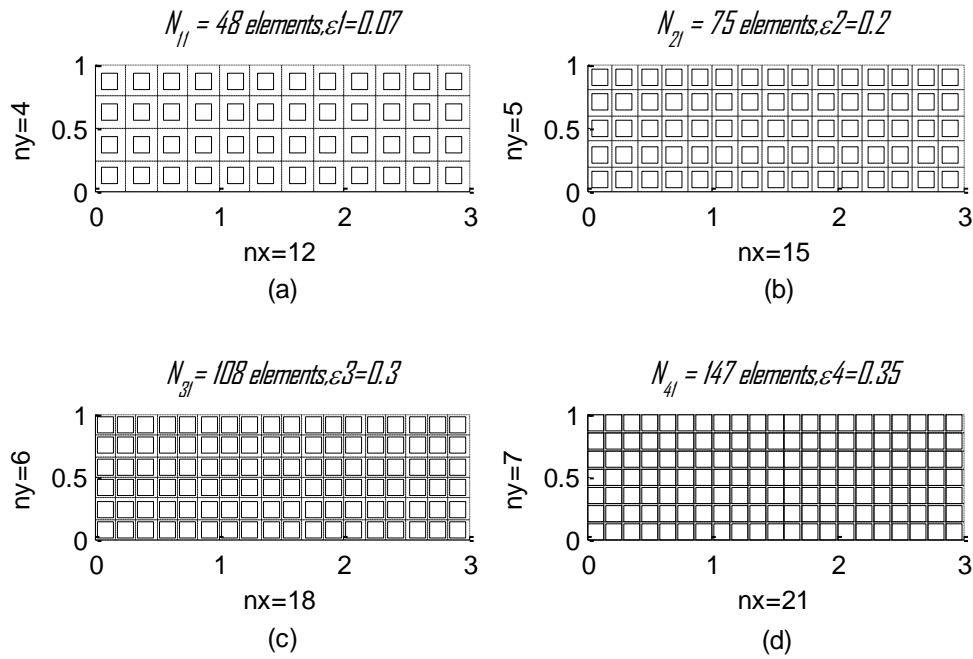 N11 = 48 elements,ε1=0.07
1
0.5
0
ny=4
0 1 2 3
nx=12
(a)
N21 = 75 elements,ε2=0.2
1
0.5
0
ny=5
0 1 2 3
nx=15
(b)
N31 = 108 elements,ε3=0.3
1
0.5
0
ny=6
0 1 2 3
nx=18
(c)
N41 = 147 elements,ε4=0.35
1
0.5
0
ny=7
0 1 2 3
nx=21
(d)